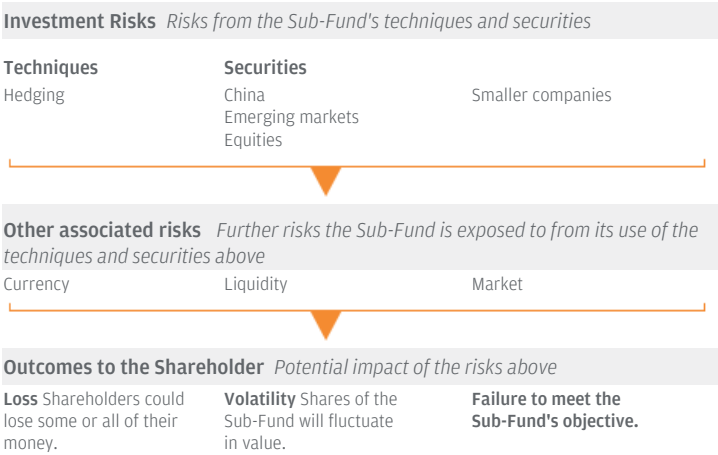 Investment Risks Risks from the Sub-Fund's techniques and securities
Techniques Securities
Hedging China Smaller companies
Emerging markets
Equities
Other associated risks Further risks the Sub-Fund is exposed to from its use of the
techniques and securities above
Currency Liquidity Market
Outcomes to the Shareholder Potential impact of the risks above
Loss Shareholders could
lose some or all of their
money.
Volatility Shares of the
Sub-Fund will fluctuate
in value.
Failure to meet the
Sub-Fund's objective.